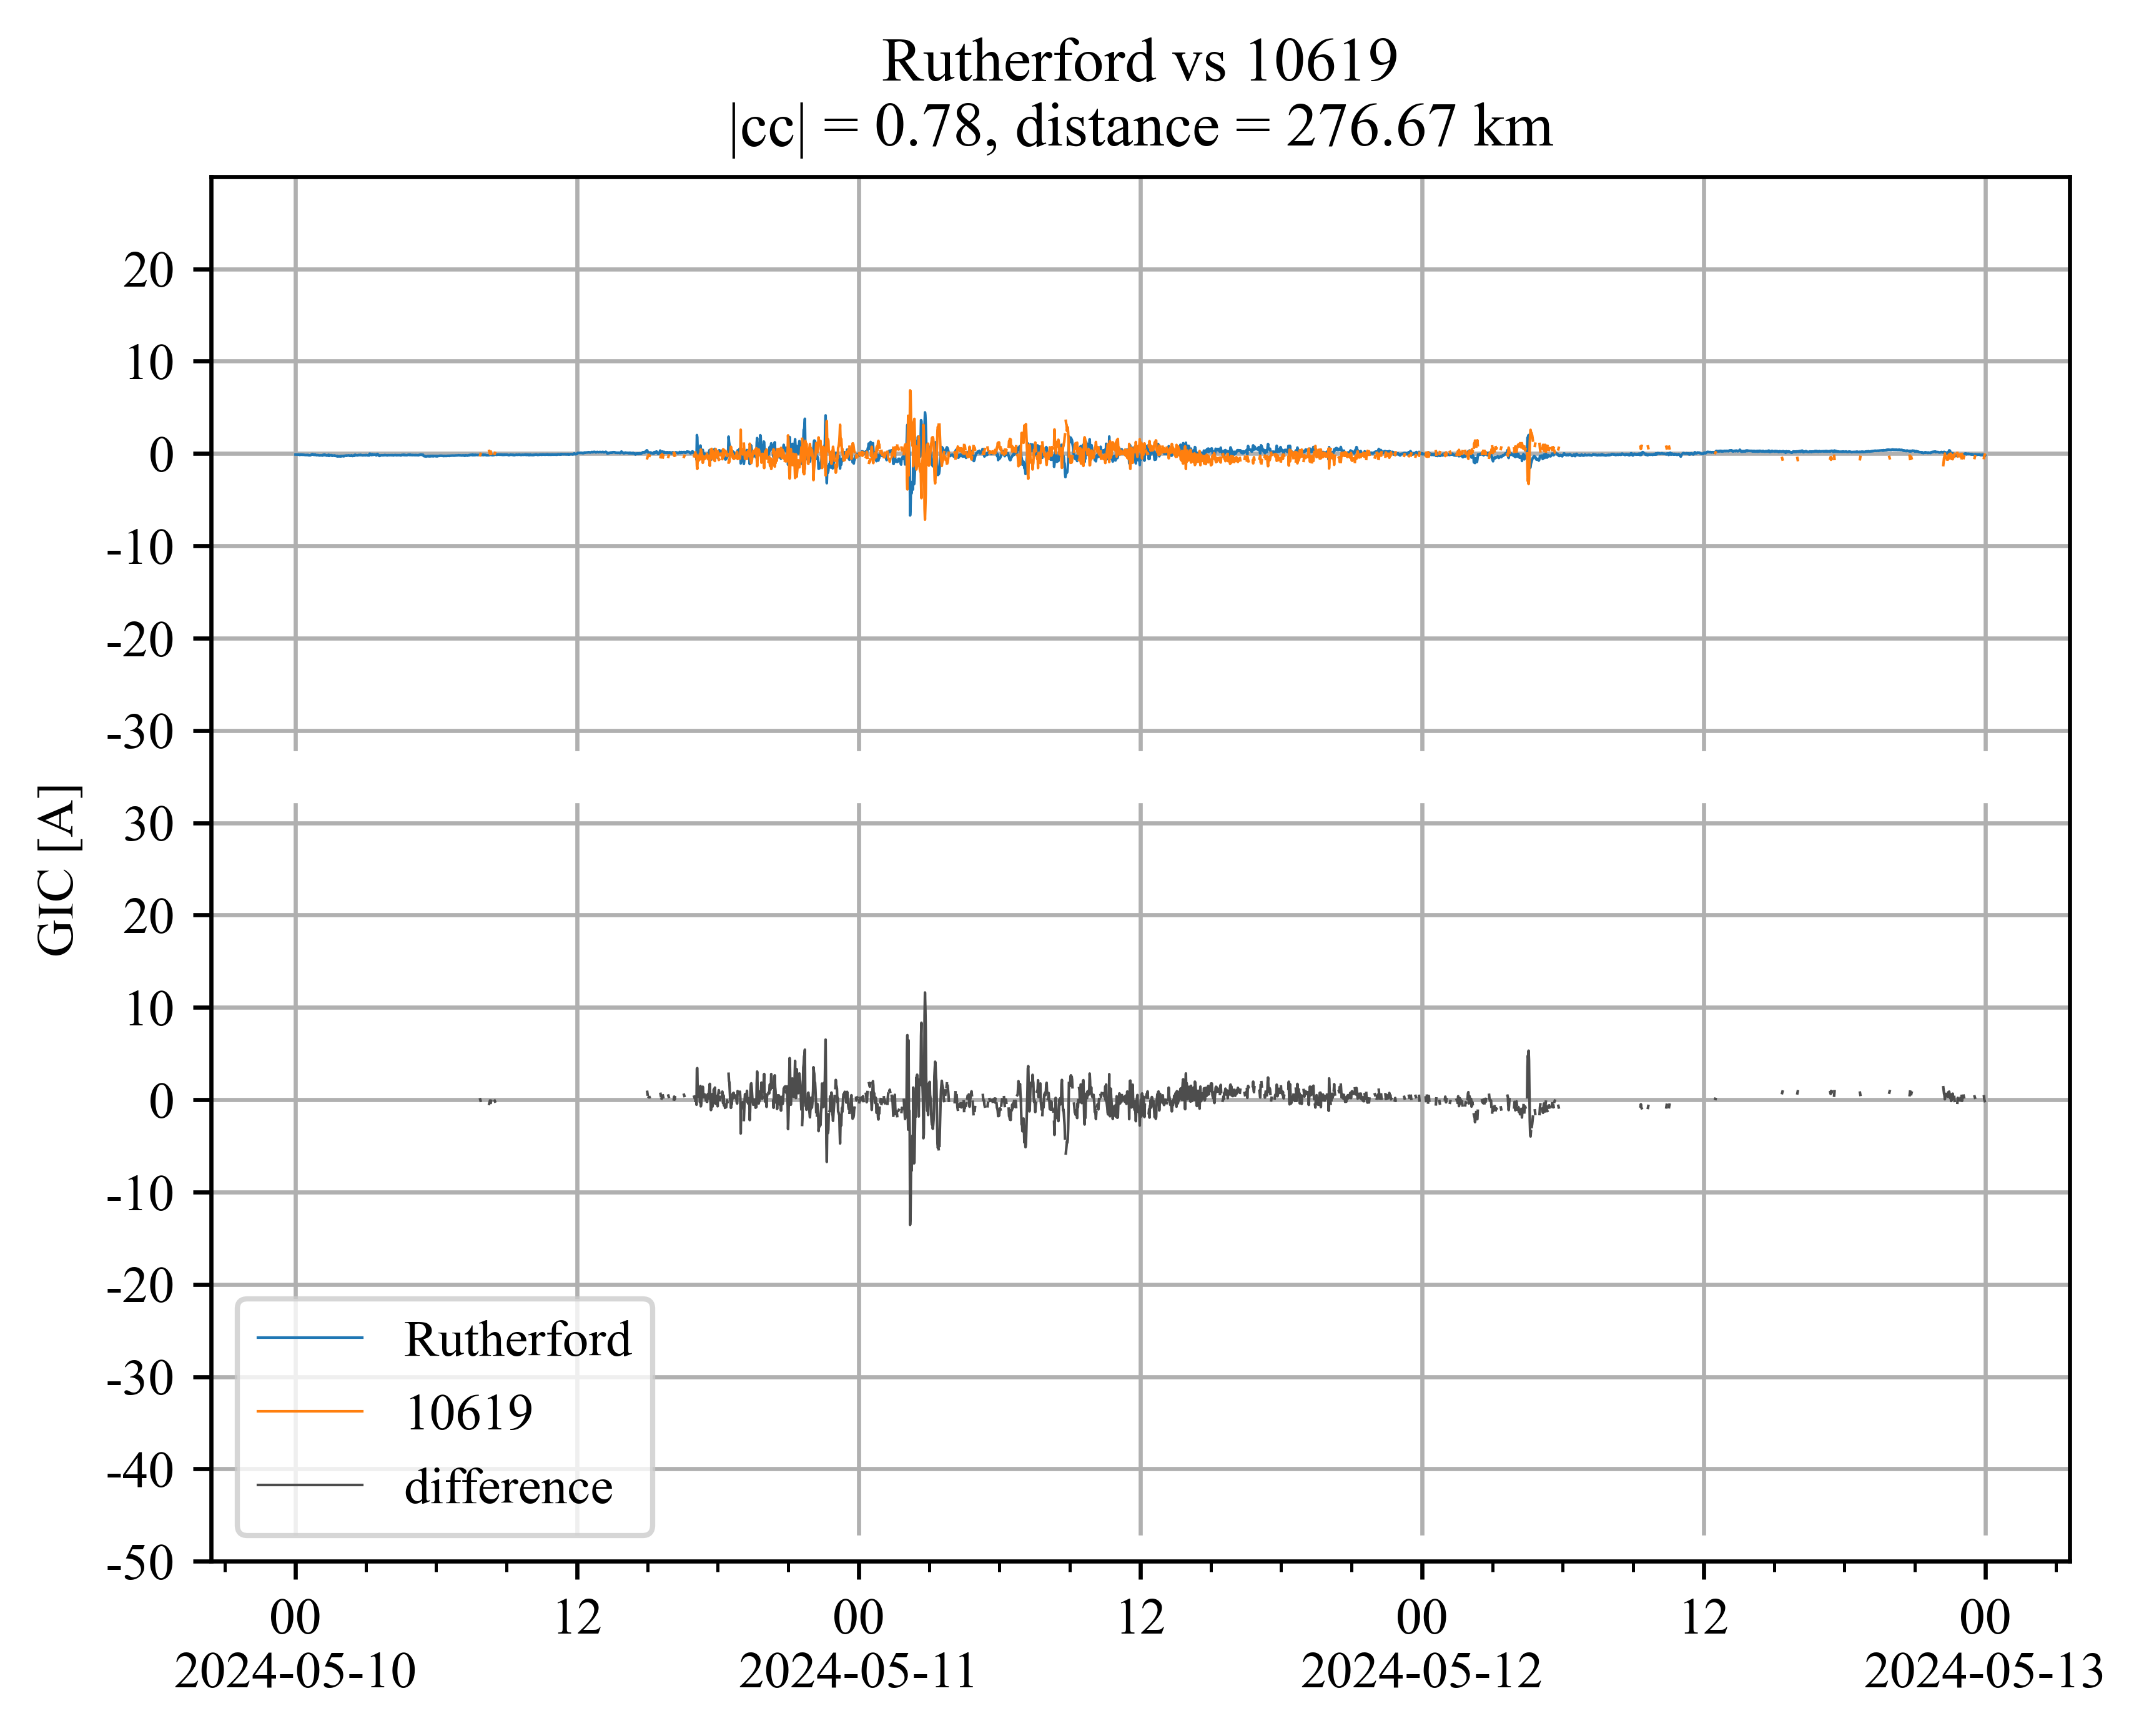 Rutherford vs 10619
|cc| = 0.78, distance = 276.67 km
GIC [A]
20
10
0
-10
-20
-30
30
20
10
0
-10
-20
-30
-40
-50
Rutherford
10619
difference
00 12 00 12 00 12 00
2024-05-10 2024-05-11 2024-05-12 2024-05-13